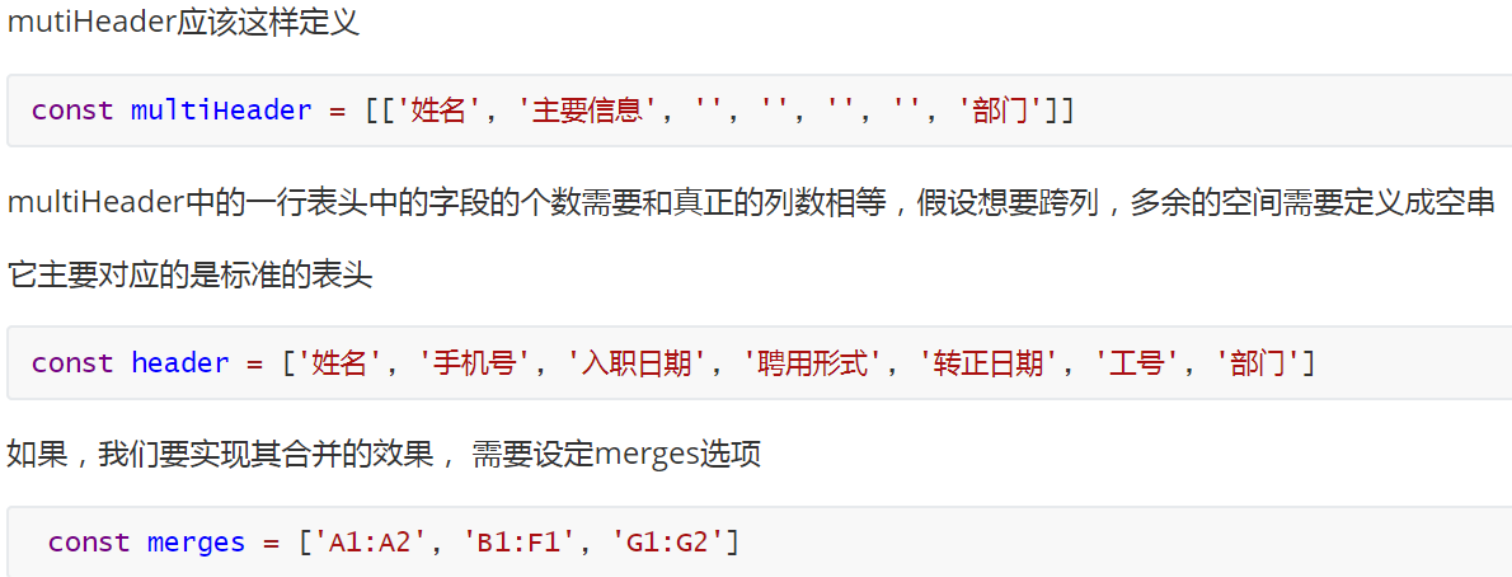 mutiHeader应该这样定义
const multiHeader = [['姓名', '主要信息', '', '', '', '', '部门']]
multiHeader中的一行表头中的字段的个数需要和真正的列数相等，假设想要跨列，多余的空间需要定义成空串
它主要对应的是标准的表头
const header = ['姓名', '手机号', '入职日期', '聘用形式', '转正日期', '工号', '部门']
如果，我们要实现其合并的效果， 需要设定merges选项
const merges = ['A1:A2', 'B1:F1', 'G1:G2']